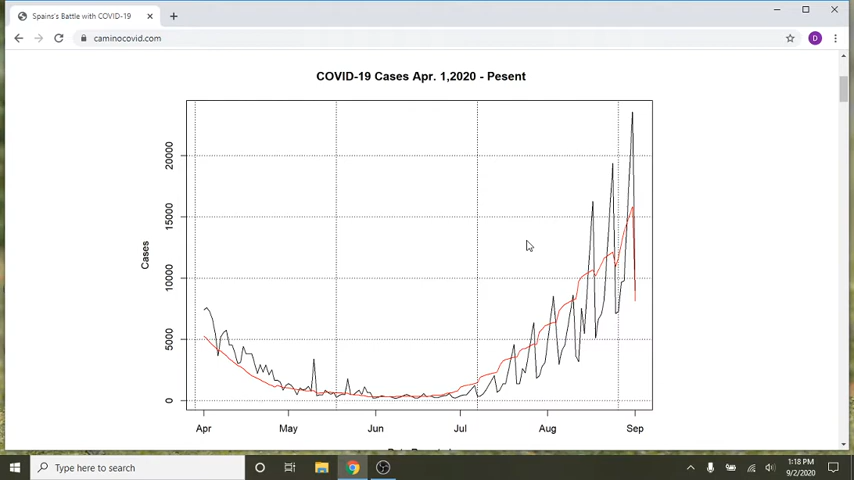 Spains's Battle with COVID-19
caminocovid.com
D
COVID-19 Cases Apr. 1,2020 - Pesent
Cases
20000
15000
10000
5000
0
Apr May Jun Jul Aug Sep
Type here to search
1:18 PM
9/2/2020